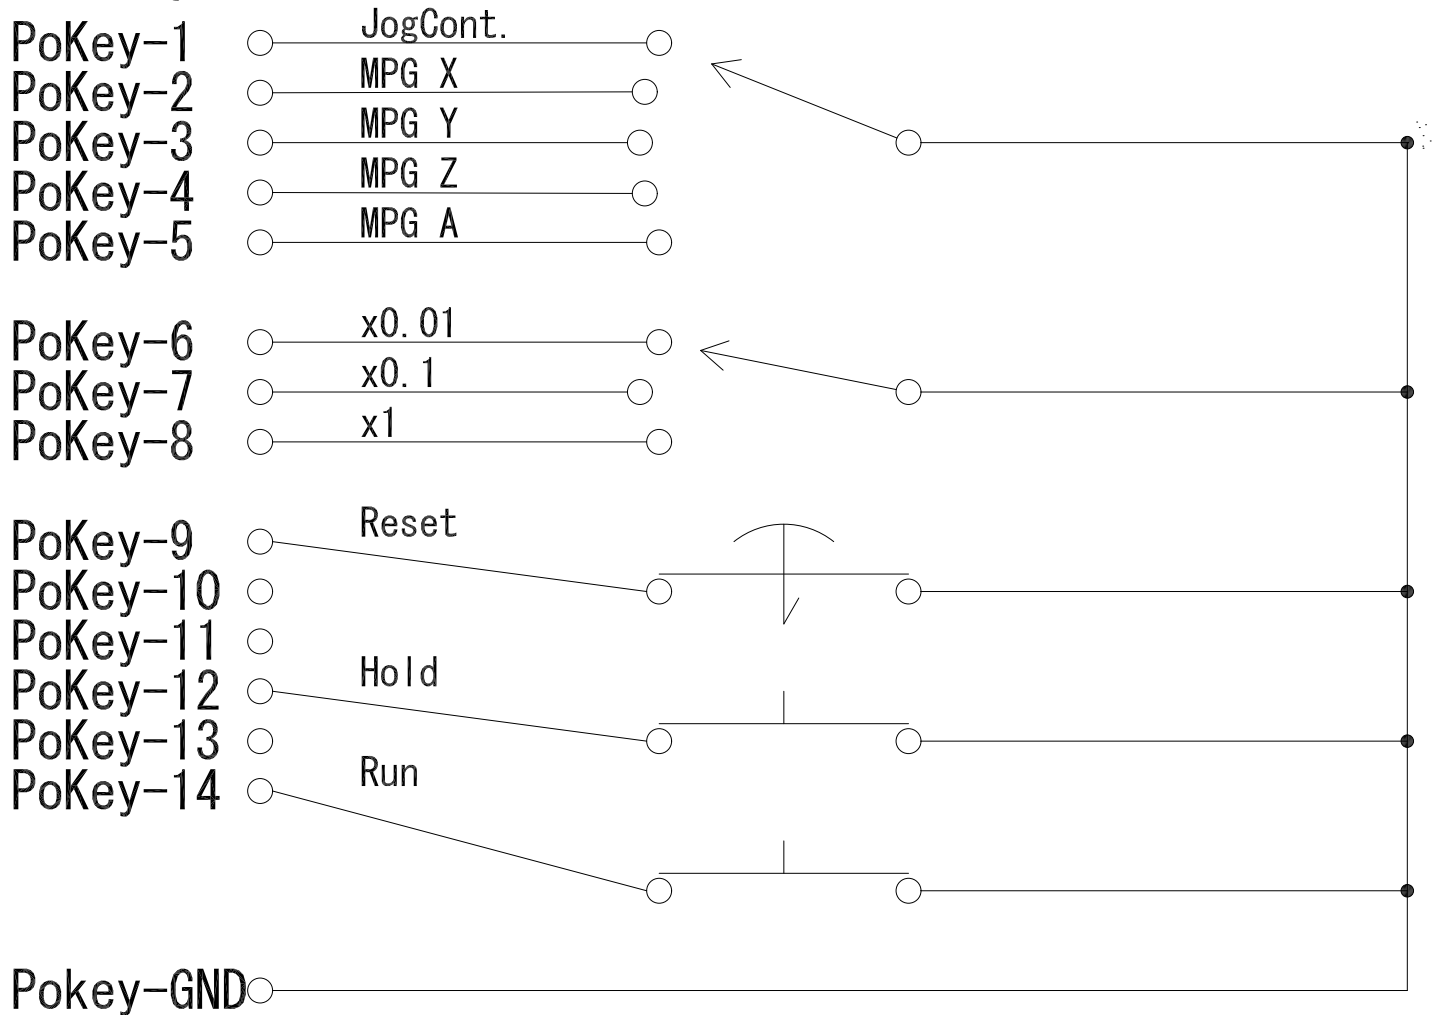 PoKey-1 JogCont.
PoKey-2 MPG X
PoKey-3 MPG Y
PoKey-4 MPG Z
PoKey-5 MPG A
PoKey-6 x0.01
PoKey-7 x0.1
PoKey-8 x1
PoKey-9 Reset
PoKey-10
PoKey-11
PoKey-12 Hold
PoKey-13
PoKey-14 Run
Pokey-GND